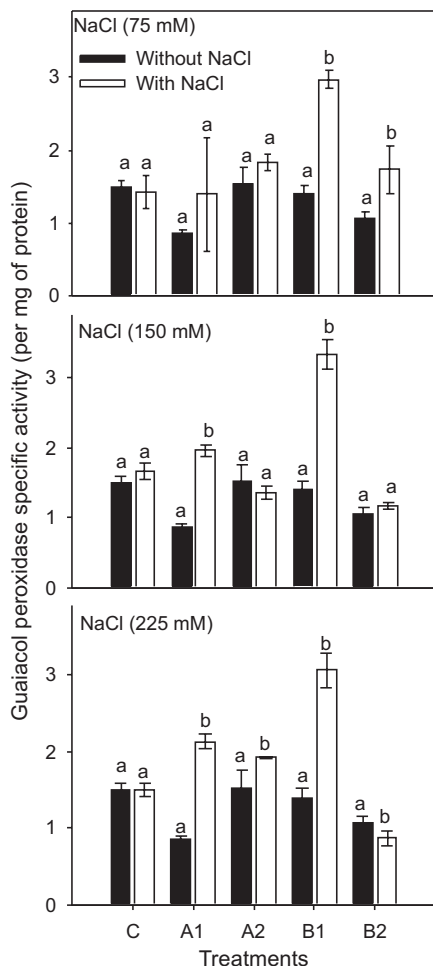 Guaiacol peroxidase specific activity (per mg of protein)
NaCl (75 mM)
Without NaCl
With NaCl
3
2
1
0
a a a a a a a b a b
NaCl (150 mM)
3
2
1
0
a a a b a a a b a a
NaCl (225 mM)
3
2
1
0
a a a b a b a b a b
C A1 A2 B1 B2
Treatments